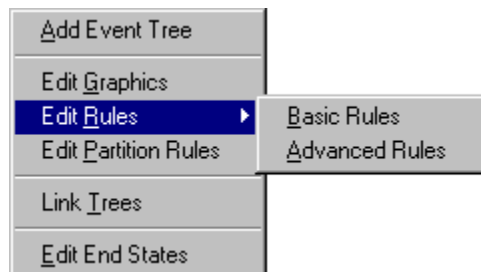 Add Event Tree
Edit Graphics
Edit Rules
Basic Rules
Advanced Rules
Edit Partition Rules
Link Trees
Edit End States